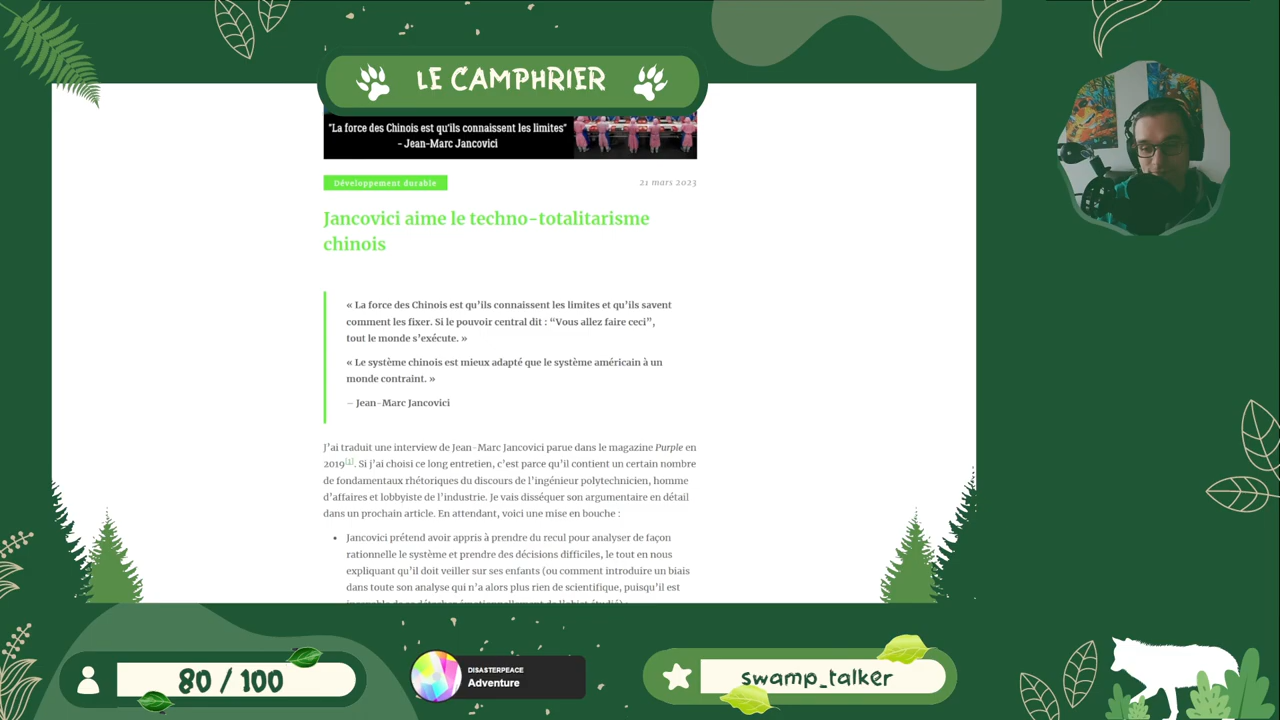 LE CAMPHRIER
"La force des Chinois est qu'ils connaissent les limites"
- Jean-Marc Jancovici
Développement durable
21 mars 2023
Jancovici aime le techno-totalitarisme
chinois
« La force des Chinois est qu’ils connaissent les limites et qu’ils savent
comment les fixer. Si le pouvoir central dit : “Vous allez faire ceci”,
tout le monde s’exécute. »
« Le système chinois est mieux adapté que le système américain à un
monde contraint. »
– Jean-Marc Jancovici
J’ai traduit une interview de Jean-Marc Jancovici parue dans le magazine Purple en
2019[1]. Si j’ai choisi ce long entretien, c’est parce qu’il contient un certain nombre
de fondamentaux rhétoriques du discours de l’ingénieur polytechnicien, homme
d’affaires et lobbyiste de l’industrie. Je vais disséquer son argumentaire en détail
dans un prochain article. En attendant, voici une mise en bouche :
• Jancovici prétend avoir appris à prendre du recul pour analyser de façon
rationnelle le système et prendre des décisions difficiles, le tout en nous
expliquant qu’il doit veiller sur ses enfants (ou comment introduire un biais
dans toute son analyse qui n’a alors plus rien de scientifique, puisqu’il est
80 / 100
DISASTERPEACE
Adventure
swamp_talker